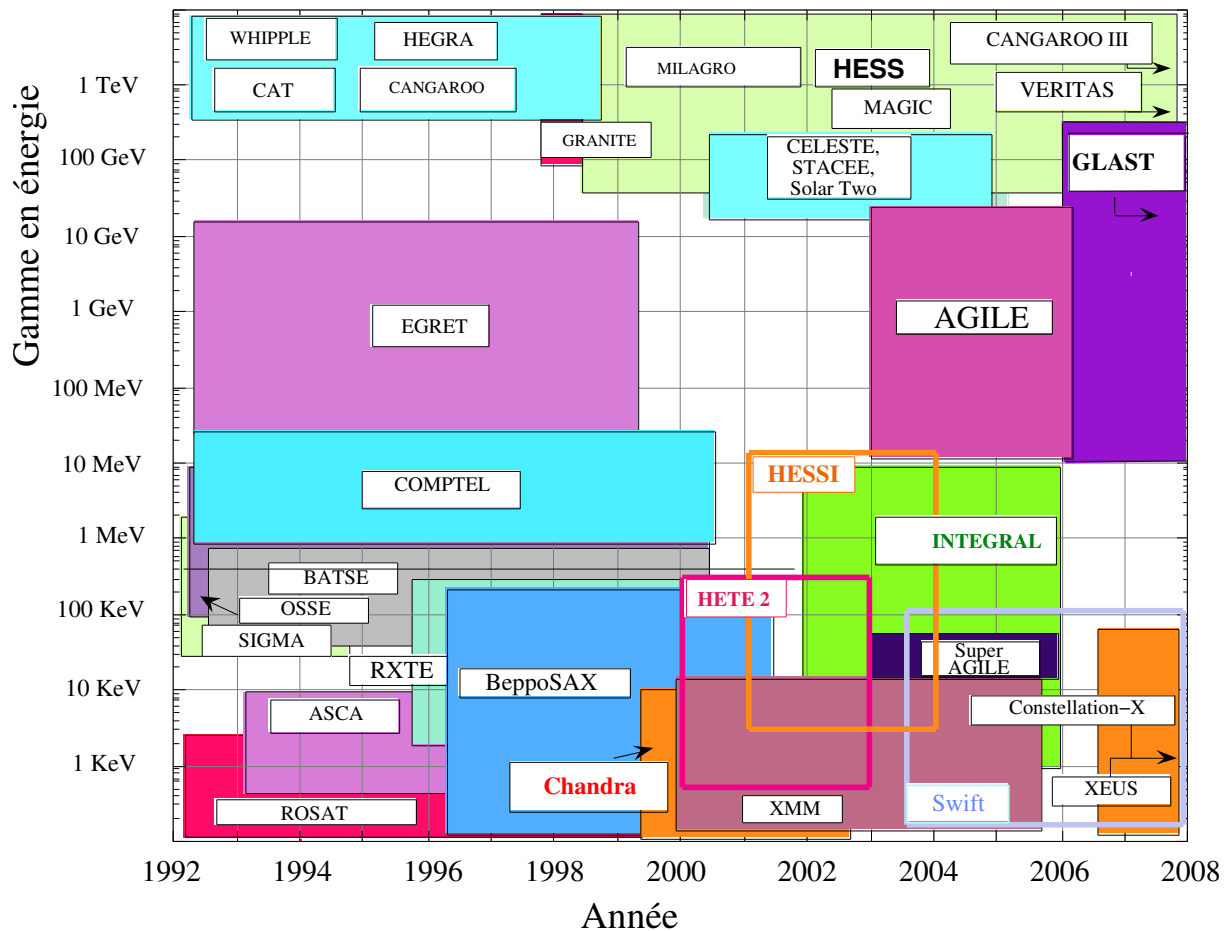 Gamme en énergie
1 TeV
100 GeV
10 GeV
1 GeV
100 MeV
10 MeV
1 MeV
100 KeV
10 KeV
1 KeV
WHIPPLE
HEGRA
CAT
CANGAROO
GRANITE
MILAGRO
HESS
MAGIC
CANGAROO III
VERITAS
CELESTE,
STACEE,
Solar Two
GLAST
EGRET
AGILE
COMPTEL
HESSI
INTEGRAL
BATSE
OSSE
SIGMA
HETE 2
RXTE
BeppoSAX
Super
AGILE
ASCA
Constellation−X
Chandra
ROSAT
XMM
Swift
XEUS
1992
1994
1996
1998
2000
2002
2004
2006
2008
Année